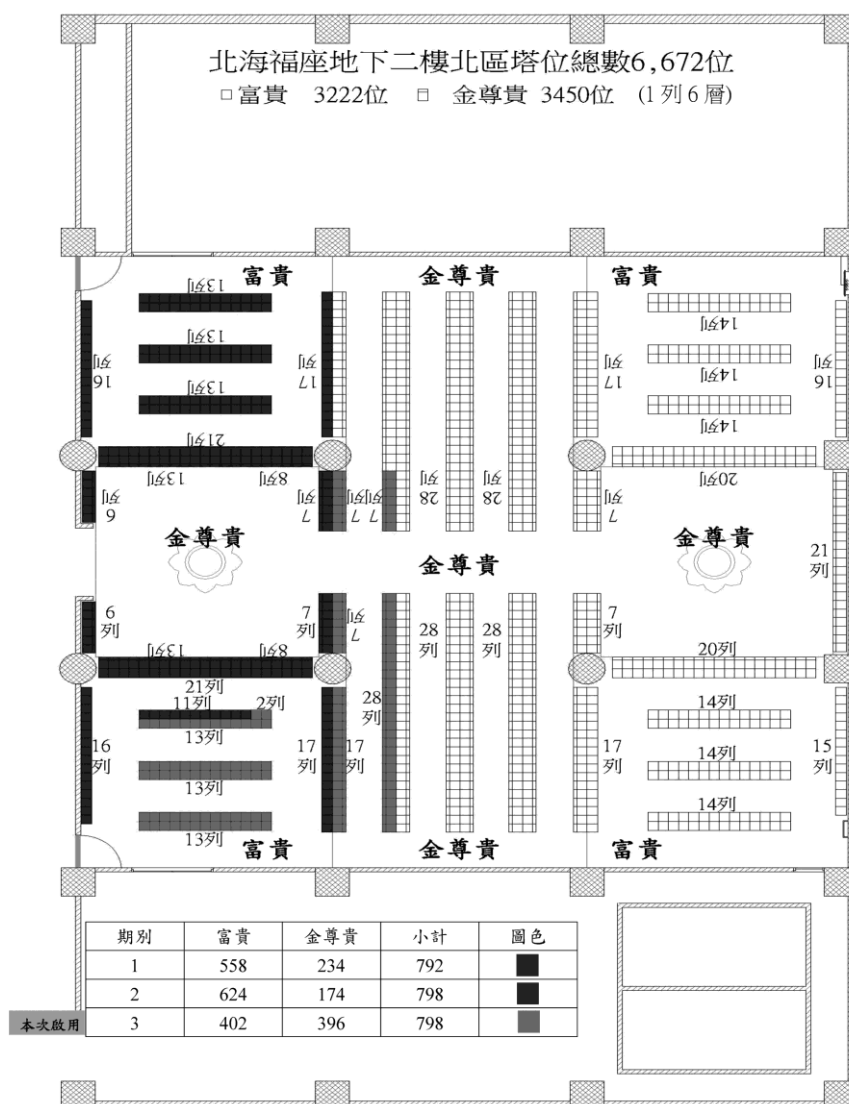 北海福座地下二樓北區塔位總數6,672位
□富貴 3222位 □ 金尊貴 3450位 (1列6層)
富貴 金尊貴 富貴
13列
14列
13列
14列
16列 17列 17列 16列
13列
14列
21列
14列
13列 8列 28列 28列 20列
6列 7列 7列 7列 7列
金尊貴 金尊貴 金尊貴
21列
6列 7列 7列 28列 28列 7列
13列 8列 20列
21列
11列 2列 28列 14列
13列
16列 17列 17列 17列 14列 15列
13列
14列
13列
富貴 金尊貴 富貴
期別 富貴 金尊貴 小計 圖色
1 558 234 792
2 624 174 798
本次啟用 3 402 396 798